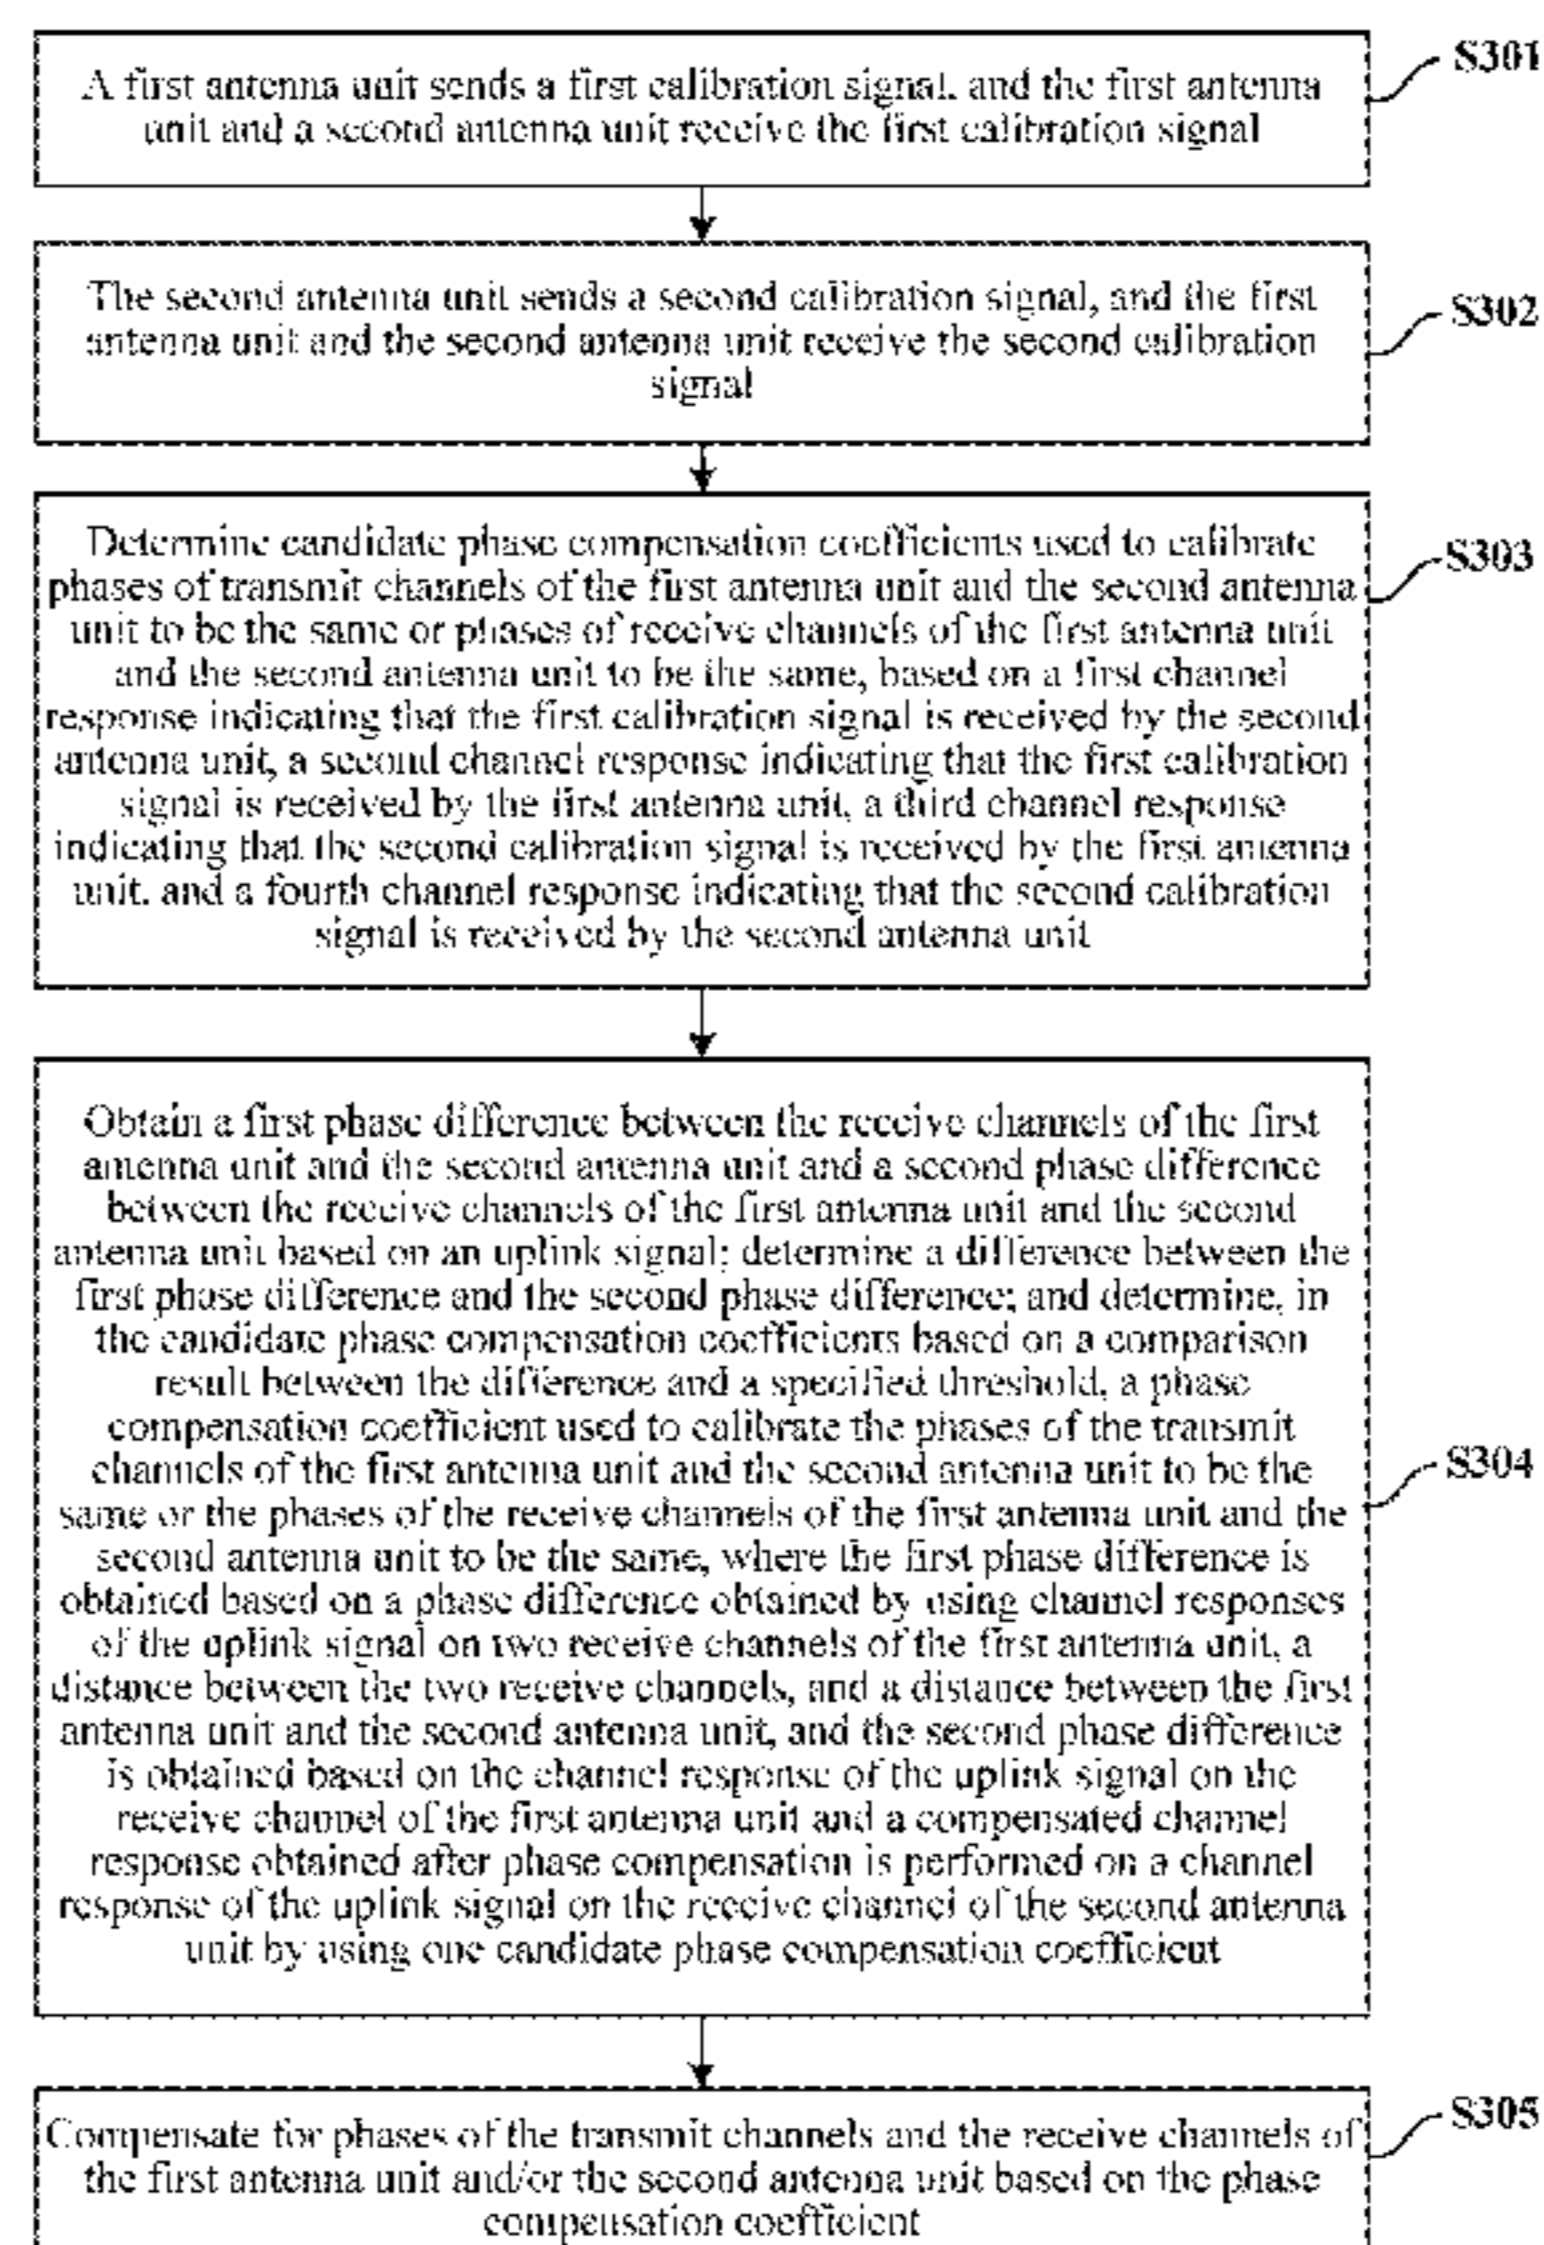 A first antenna unit sends a first calibration signal, and the first antenna
unit and a second antenna unit receive the first calibration signal
S301
The second antenna unit sends a second calibration signal, and the first
antenna unit and the second antenna unit receive the second calibration
signal
S302
Determine candidate phase compensation coefficients used to calibrate
phases of transmit channels of the first antenna unit and the second antenna
unit to be the same or phases of receive channels of the first antenna unit
and the second antenna unit to be the same, based on a first channel
response indicating that the first calibration signal is received by the second
antenna unit, a second channel response indicating that the first calibration
signal is received by the first antenna unit, a third channel response
indicating that the second calibration signal is received by the first antenna
unit, and a fourth channel response indicating that the second calibration
signal is received by the second antenna unit
S303
Obtain a first phase difference between the receive channels of the first
antenna unit and the second antenna unit and a second phase difference
between the receive channels of the first antenna unit and the second
antenna unit based on an uplink signal; determine a difference between the
first phase difference and the second phase difference; and determine, in
the candidate phase compensation coefficients based on a comparison
result between the difference and a specified threshold, a phase
compensation coefficient used to calibrate the phases of the transmit
channels of the first antenna unit and the second antenna unit to be the
same or the phases of the receive channels of the first antenna unit and the
second antenna unit to be the same, where the first phase difference is
obtained based on a phase difference obtained by using channel responses
of the uplink signal on two receive channels of the first antenna unit, a
distance between the two receive channels, and a distance between the first
antenna unit and the second antenna unit, and the second phase difference
is obtained based on the channel response of the uplink signal on the
receive channel of the first antenna unit and a compensated channel
response obtained after phase compensation is performed on a channel
response of the uplink signal on the receive channel of the second antenna
unit by using one candidate phase compensation coefficient
S304
Compensate for phases of the transmit channels and the receive channels of
the first antenna unit and/or the second antenna unit based on the phase
compensation coefficient
S305